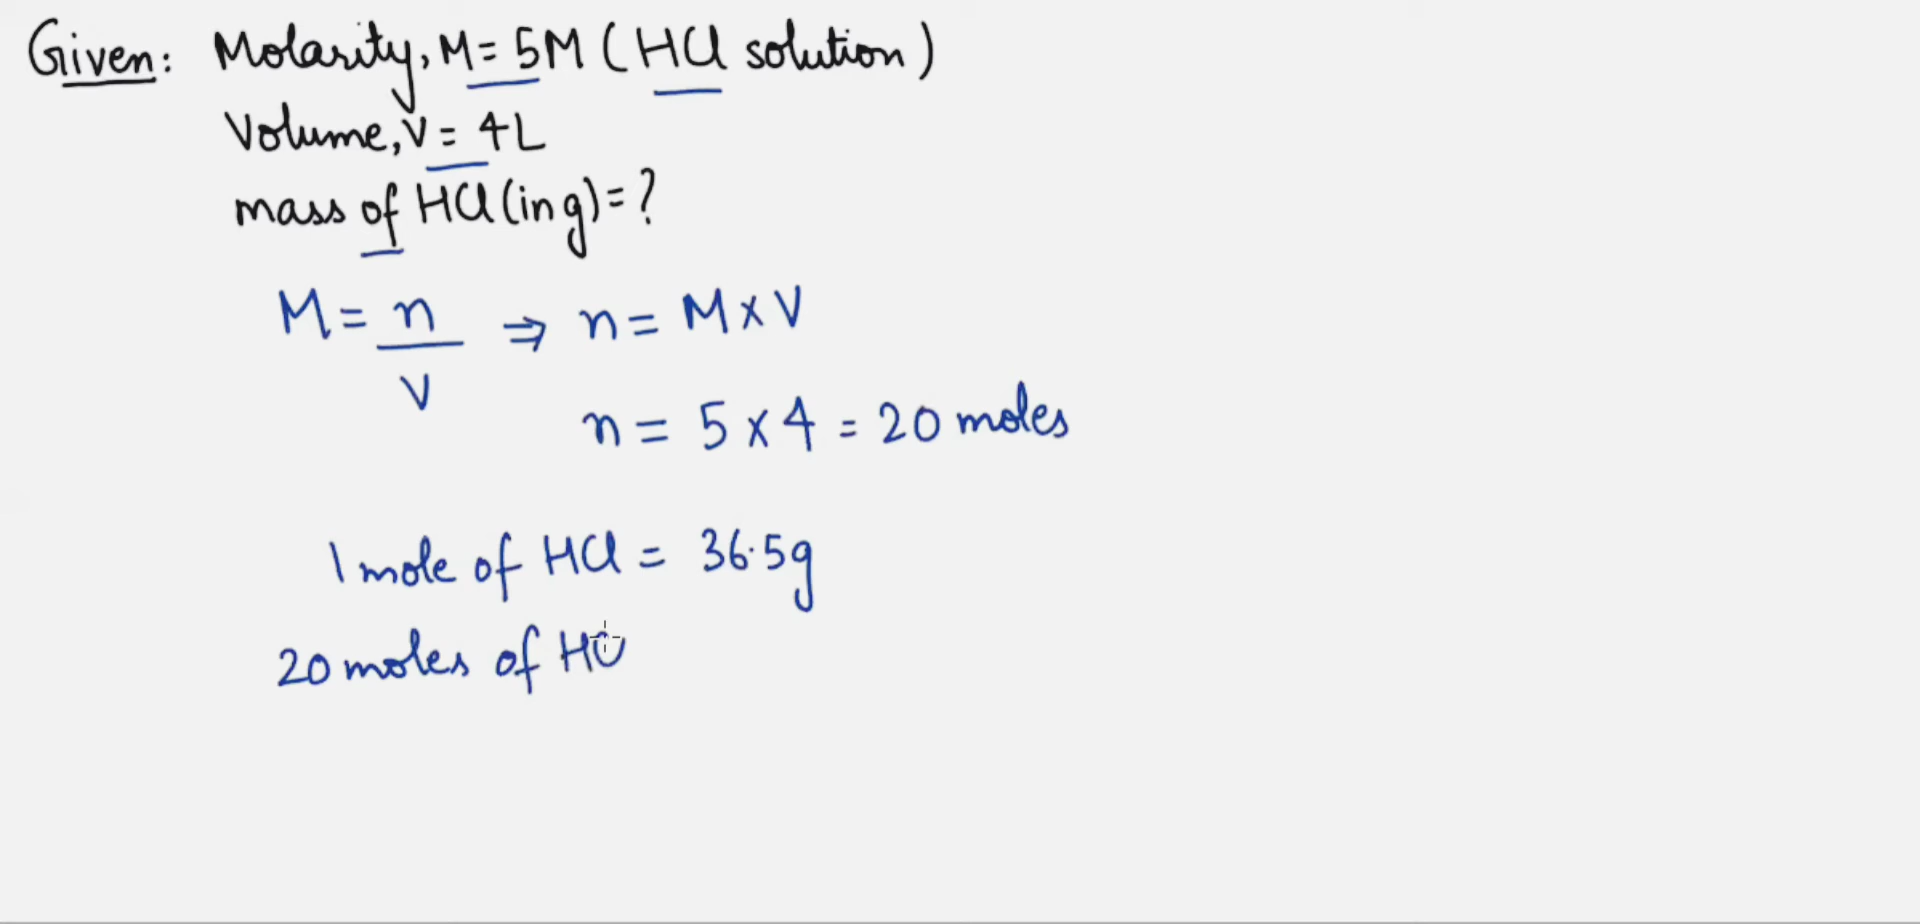 Given: Molarity, M = 5M (HCl solution)
Volume, V = 4L
mass of HCl (in g) = ?
M = n / V ⇒ n = M × V
n = 5 × 4 = 20 moles
1 mole of HCl = 36.5g
20 moles of HC